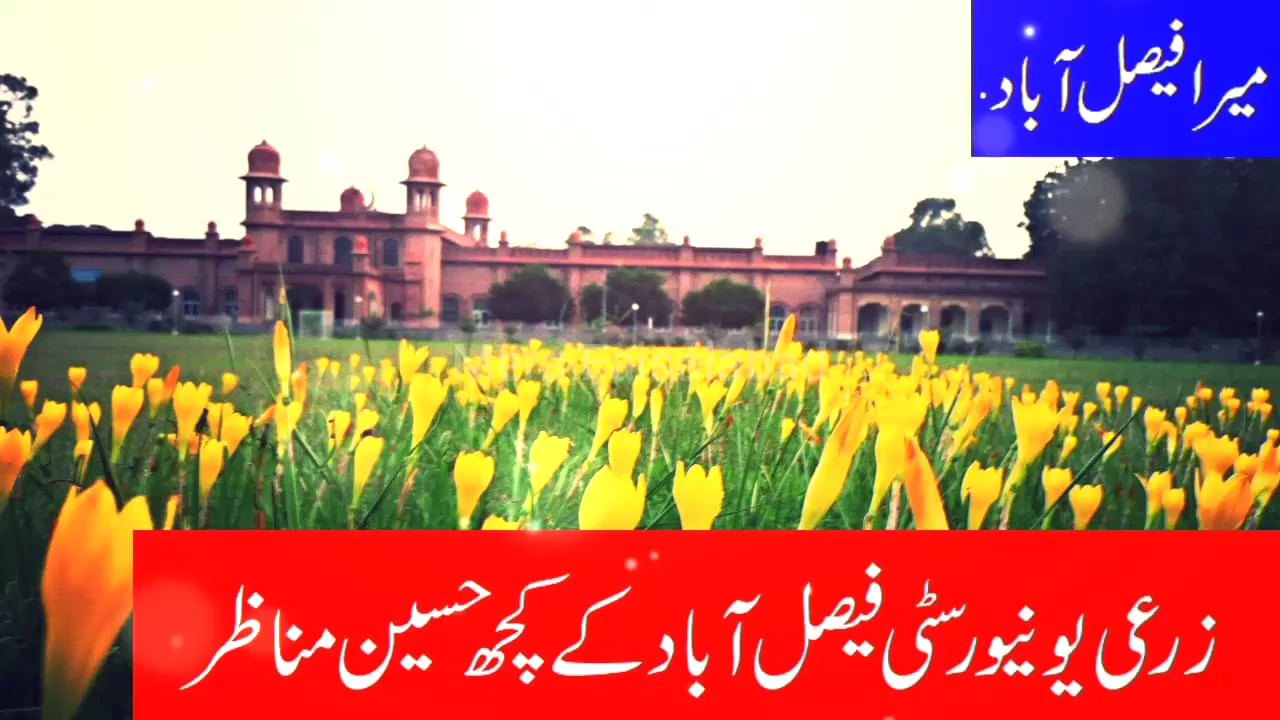 میرا فیصل آباد
زرعی یونیورسٹی فیصل آباد کے کچھ حسین مناظر